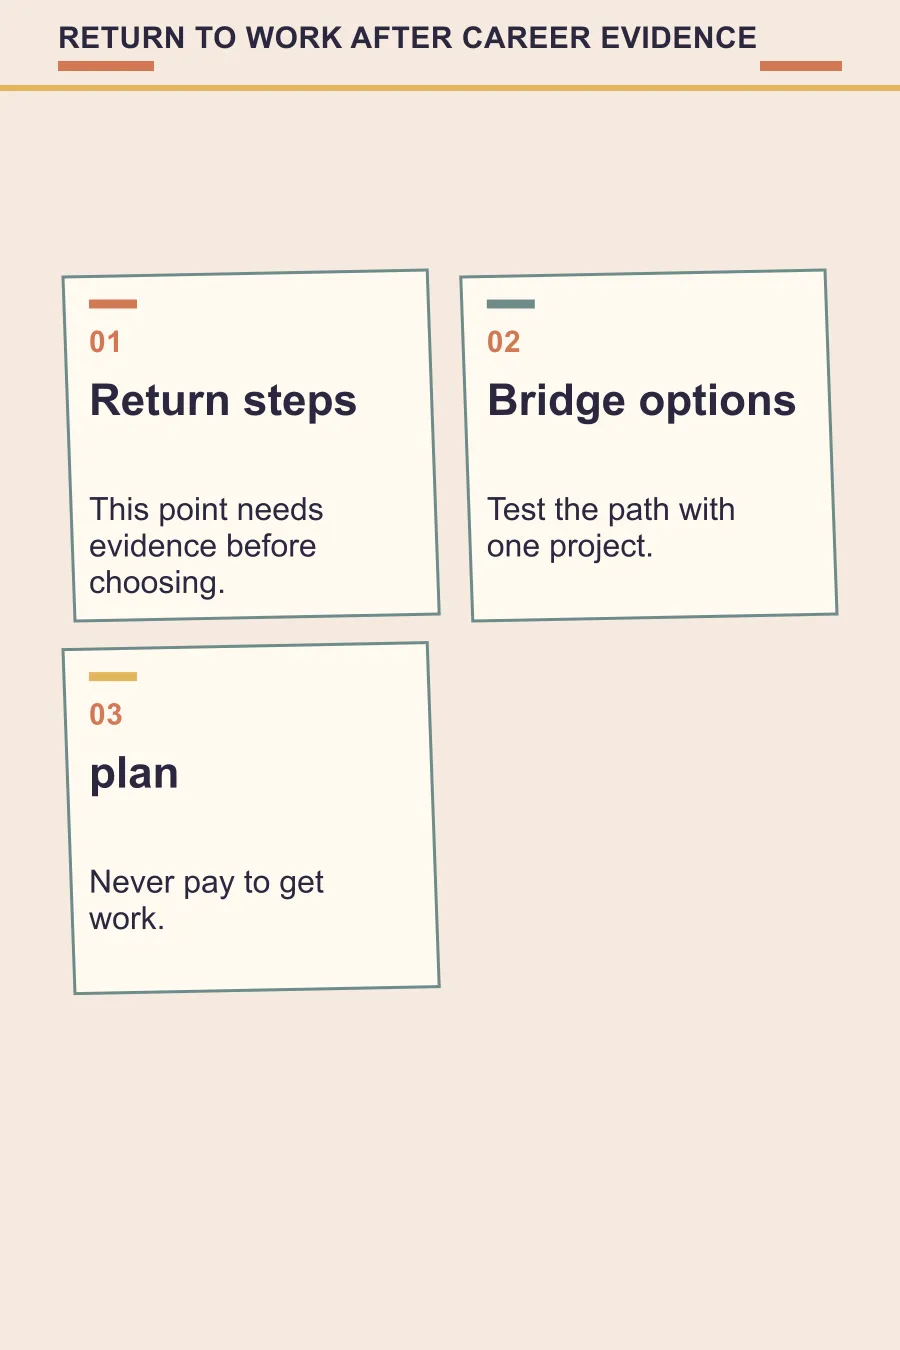 RETURN TO WORK AFTER CAREER EVIDENCE
01
Return steps
This point needs
evidence before
choosing.
02
Bridge options
Test the path with
one project.
03
plan
Never pay to get
work.